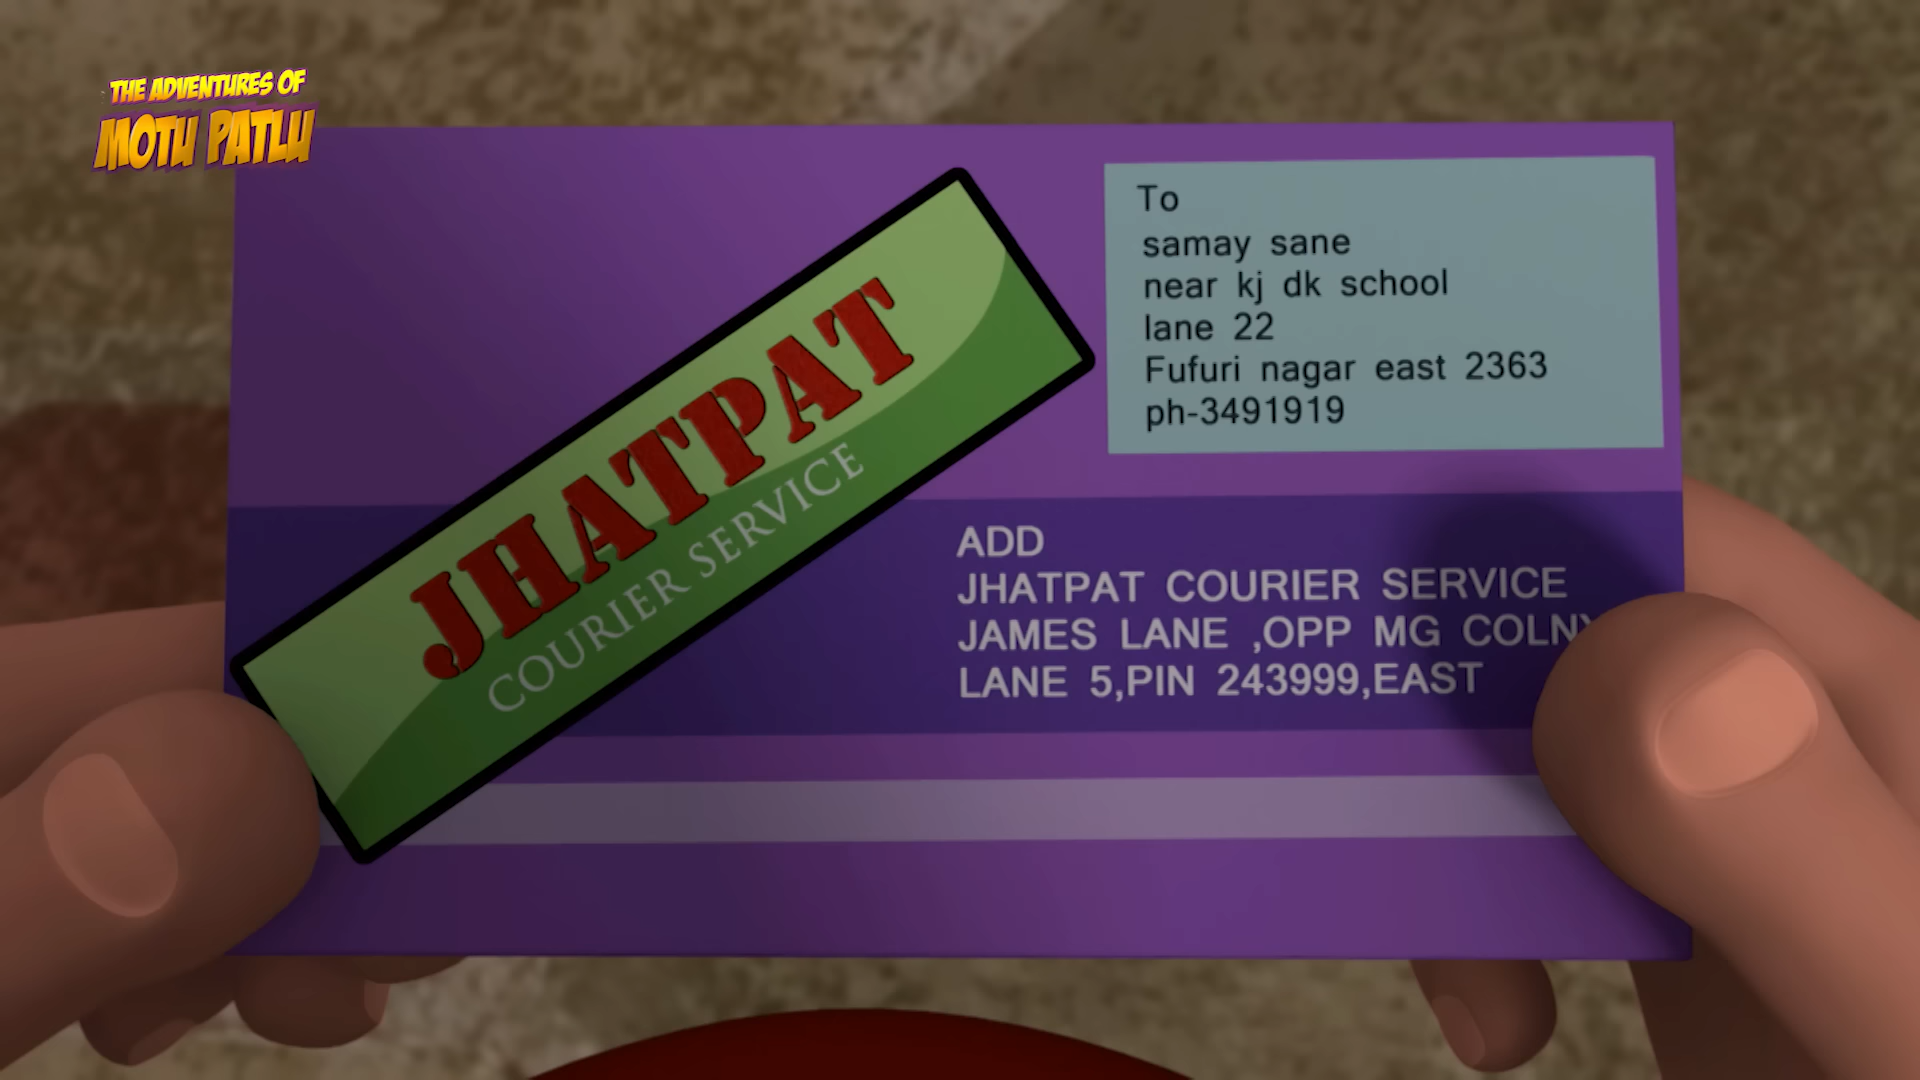 THE ADVENTURES OF
MOTU PATLU
JHATPAT
COURIER SERVICE
To
samay sane
near kj dk school
lane 22
Fufuri nagar east 2363
ph-3491919
ADD
JHATPAT COURIER SERVICE
JAMES LANE ,OPP MG COLNY
LANE 5,PIN 243999,EAST